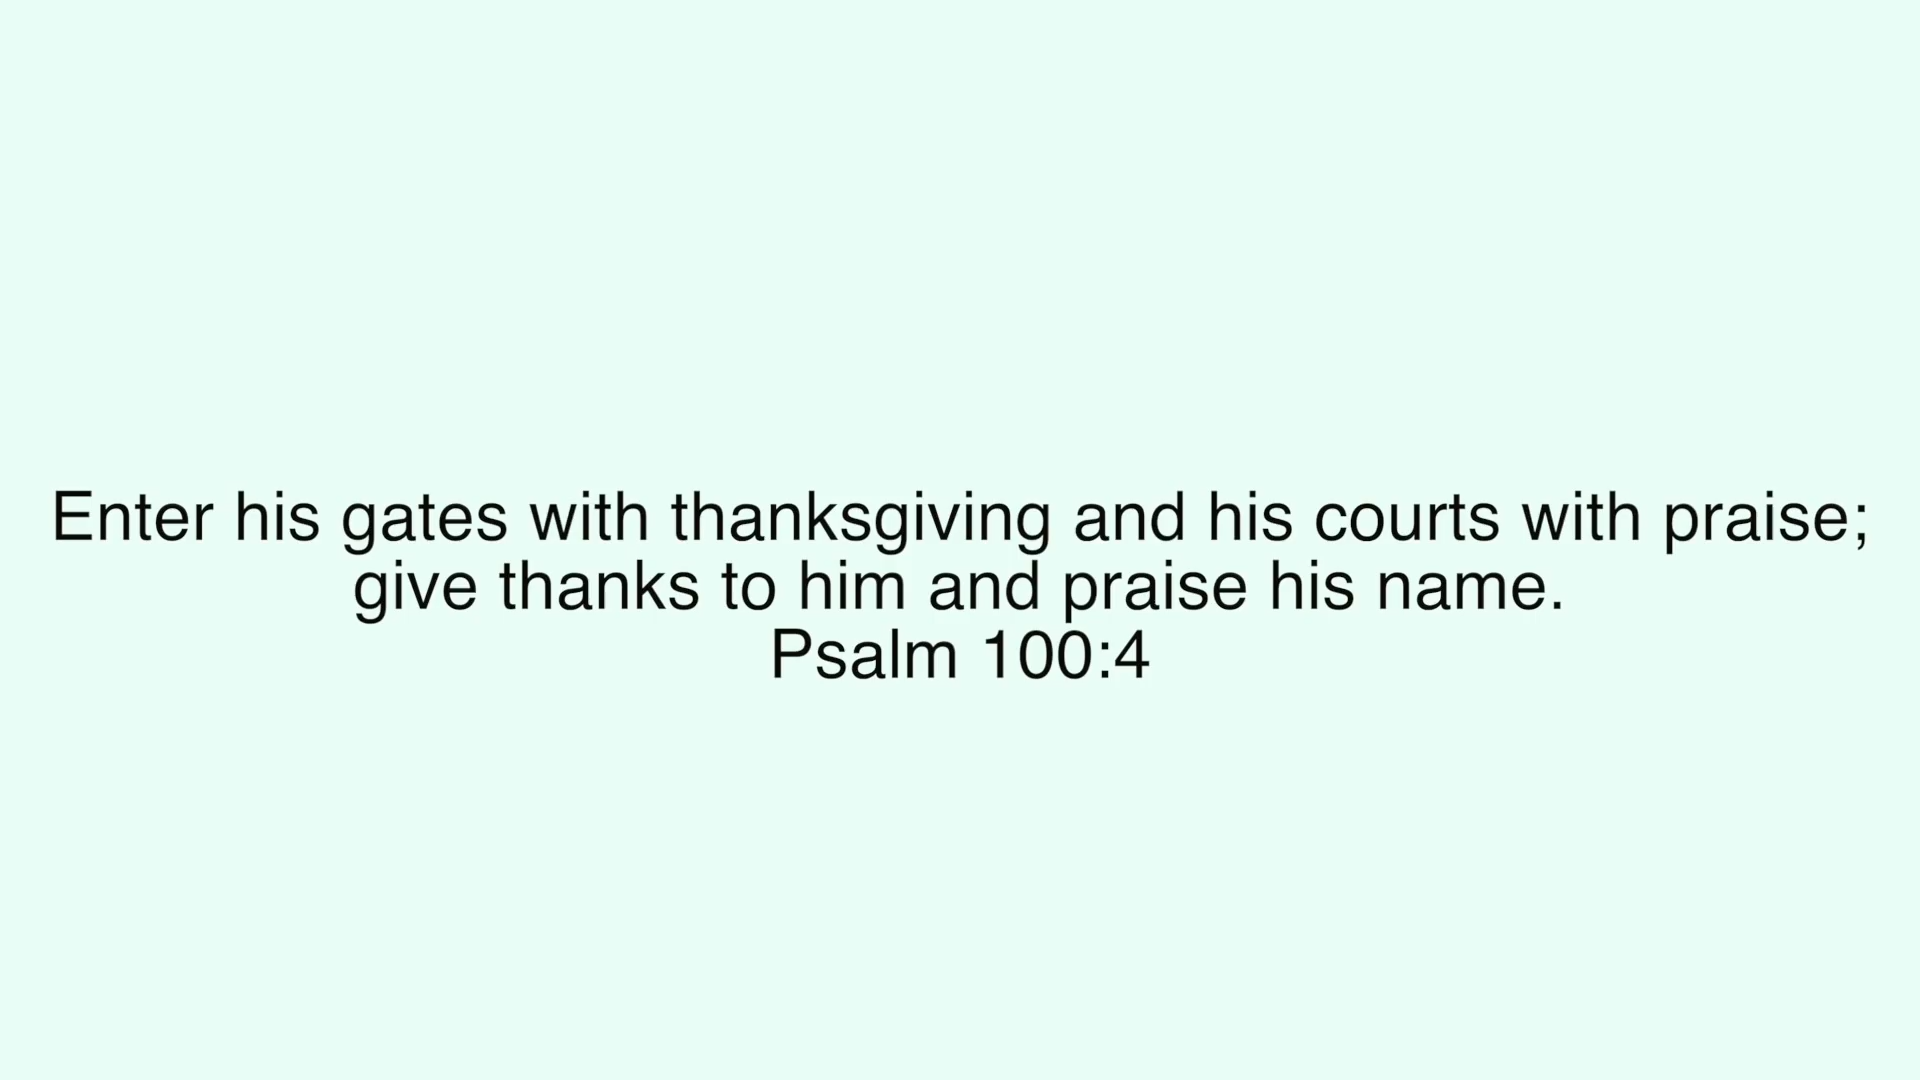 Enter his gates with thanksgiving and his courts with praise;
give thanks to him and praise his name.
Psalm 100:4